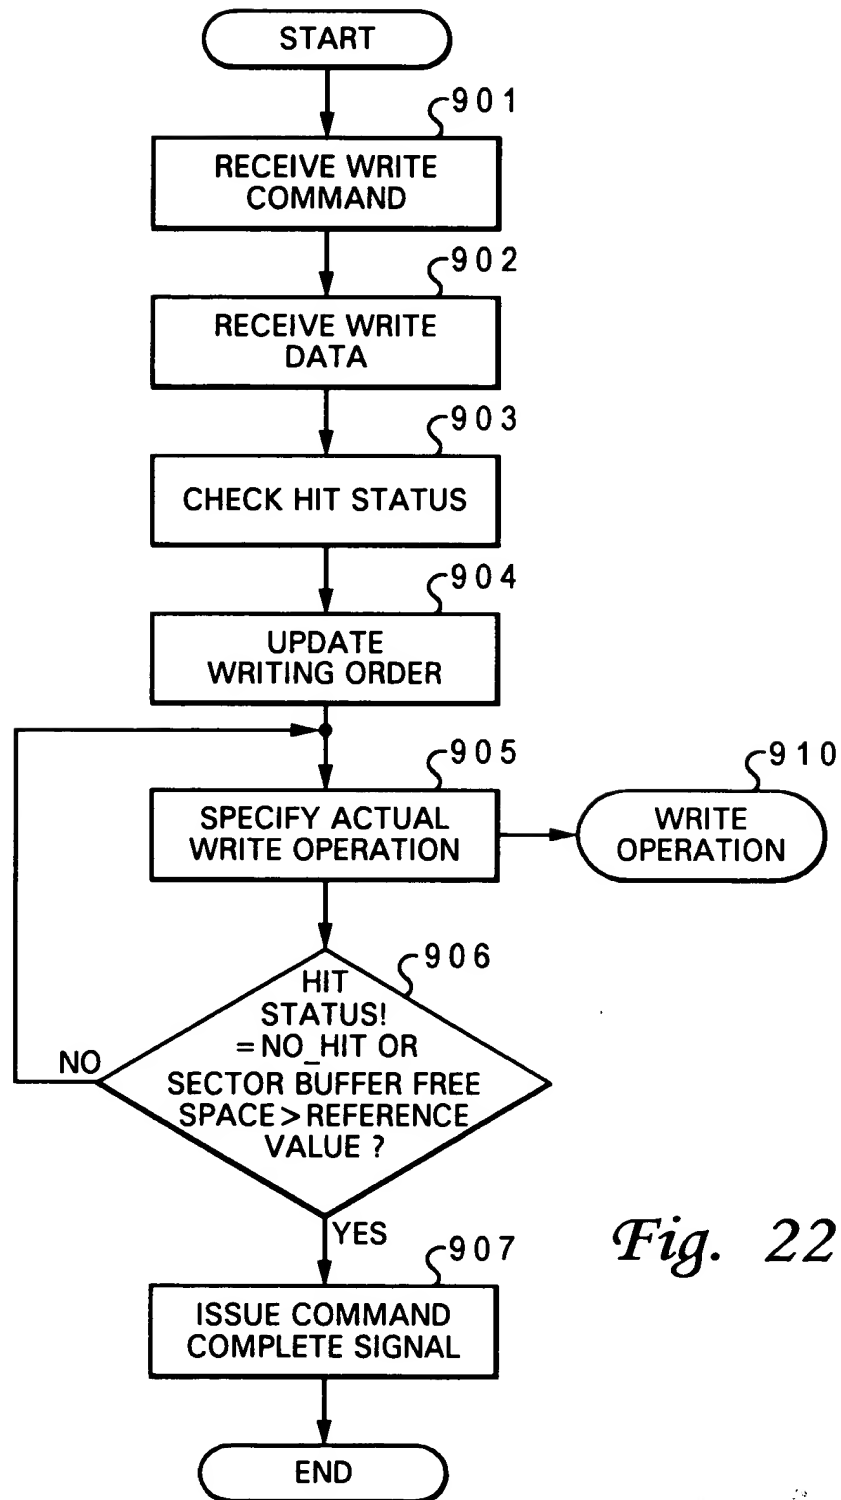 START
901
RECEIVE WRITE
COMMAND
902
RECEIVE WRITE
DATA
903
CHECK HIT STATUS
904
UPDATE
WRITING ORDER
905
SPECIFY ACTUAL
WRITE OPERATION
910
WRITE
OPERATION
906
HIT
STATUS!
=NO_HIT OR
SECTOR BUFFER FREE
SPACE>REFERENCE
VALUE ?
NO
YES
907
ISSUE COMMAND
COMPLETE SIGNAL
END
Fig. 22